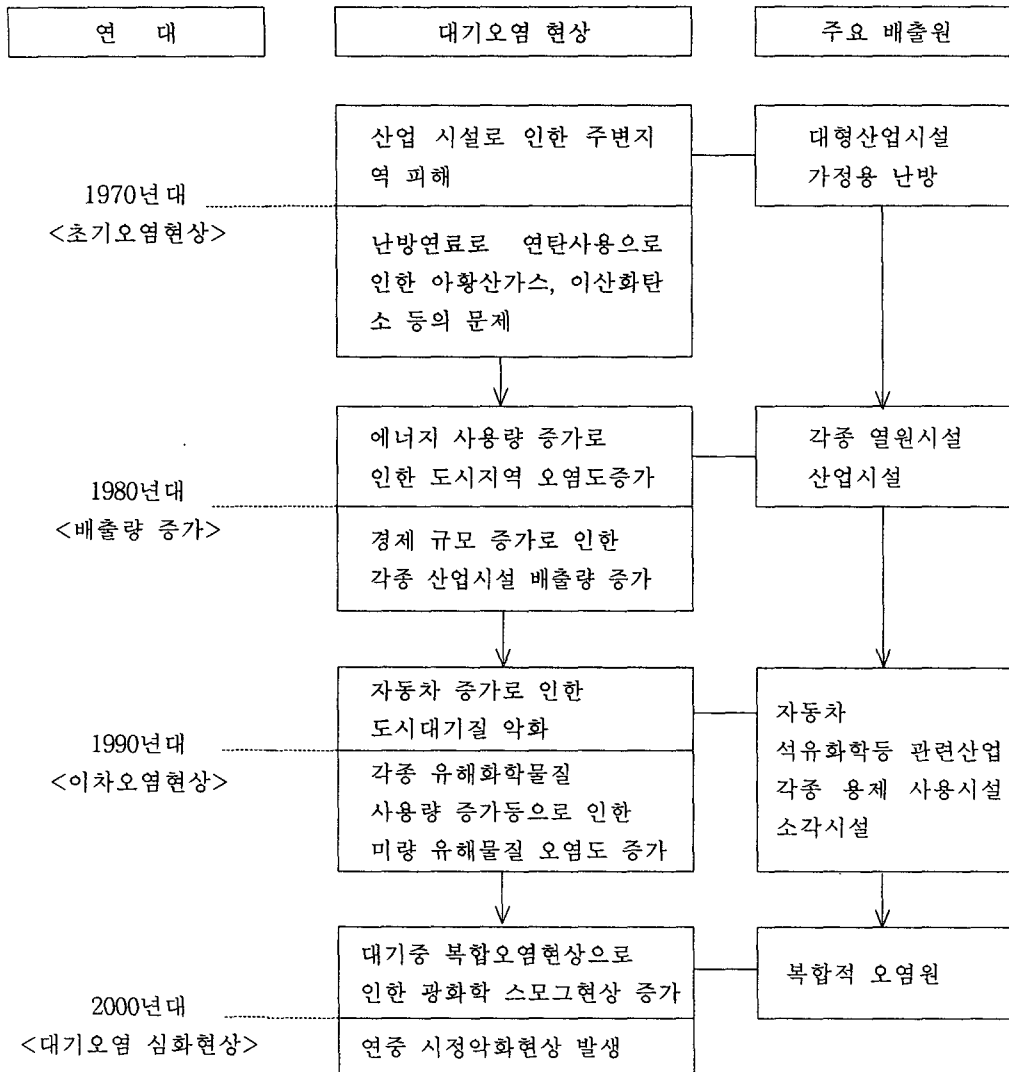 연 대
대기오염 현상
주요 배출원
1970년대
<초기오염현상>
산업 시설로 인한 주변지
역 피해
난방연료로 연탄사용으로
인한 아황산가스, 이산화탄
소 등의 문제
대형산업시설
가정용 난방
1980년대
<배출량 증가>
에너지 사용량 증가로
인한 도시지역 오염도증가
경제 규모 증가로 인한
각종 산업시설 배출량 증가
각종 열원시설
산업시설
1990년대
<이차오염현상>
자동차 증가로 인한
도시대기질 악화
각종 유해화학물질
사용량 증가등으로 인한
미량 유해물질 오염도 증가
자동차
석유화학등 관련산업
각종 용제 사용시설
소각시설
2000년대
<대기오염 심화현상>
대기중 복합오염현상으로
인한 광화학 스모그현상 증가
연중 시정악화현상 발생
복합적 오염원